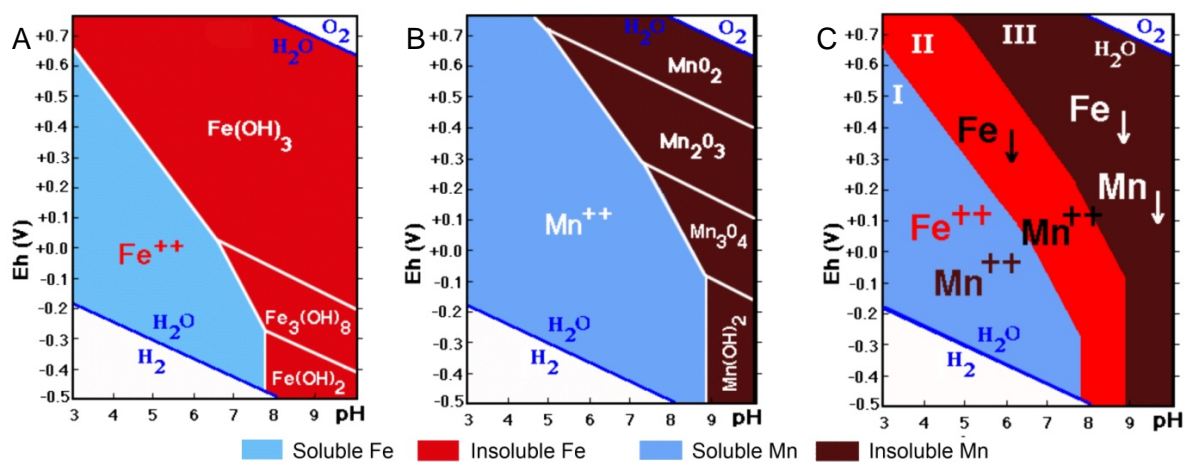 A
Eh (V)
+0.7
+0.6
+0.5
+0.4
+0.3
+0.2
+0.1
+0.0
-0.1
-0.2
-0.3
-0.4
-0.5
3 4 5 6 7 8 9 pH
O₂
H₂O
Fe(OH)₃
Fe⁺⁺
Fe₃(OH)₈
Fe(OH)₂
H₂O
H₂
B
Eh (V)
+0.7
+0.6
+0.5
+0.4
+0.3
+0.2
+0.1
+0.0
-0.1
-0.2
-0.3
-0.4
-0.5
3 4 5 6 7 8 9 pH
O₂
H₂O
Mn0₂
Mn₂0₃
Mn⁺⁺
Mn₃0₄
Mn(OH)₂
H₂O
H₂
C
Eh (V)
+0.7
+0.6
+0.5
+0.4
+0.3
+0.2
+0.1
+0.0
-0.1
-0.2
-0.3
-0.4
-0.5
3 4 5 6 7 8 9 pH
O₂
H₂O
I
II
III
Fe ↓
Fe ↓
Mn ↓
Fe⁺⁺
Mn⁺⁺
Mn⁺⁺
H₂O
H₂
Soluble Fe Insoluble Fe Soluble Mn Insoluble Mn